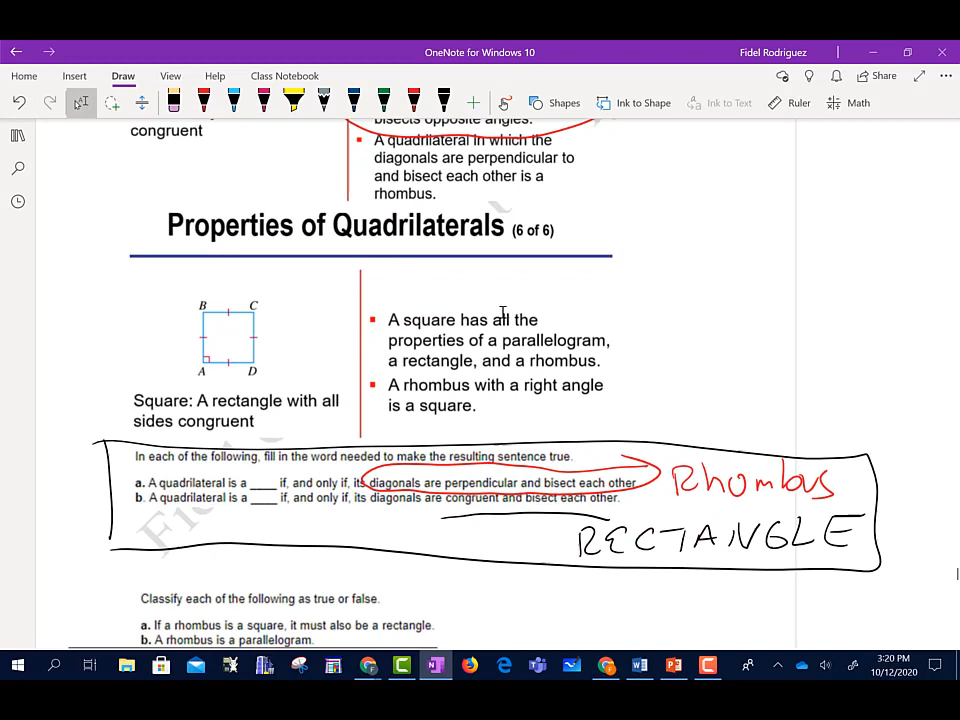 OneNote for Windows 10
Fidel Rodriguez
Home
Insert
Draw
View
Help
Class Notebook
Share
Shapes
Ink to Shape
Ink to Text
Ruler
Math
congruent
bisects opposite angles.
A quadrilateral in which the
diagonals are perpendicular to
and bisect each other is a
rhombus.
Properties of Quadrilaterals (6 of 6)
B C
A D
Square: A rectangle with all
sides congruent
A square has all the
properties of a parallelogram,
a rectangle, and a rhombus.
A rhombus with a right angle
is a square.
In each of the following, fill in the word needed to make the resulting sentence true.
a. A quadrilateral is a ____ if, and only if, its diagonals are perpendicular and bisect each other.
b. A quadrilateral is a ____ if, and only if, its diagonals are congruent and bisect each other.
Rhombus
RECTANGLE
Classify each of the following as true or false.
a. If a rhombus is a square, it must also be a rectangle.
b. A rhombus is a parallelogram.
3:20 PM
10/12/2020